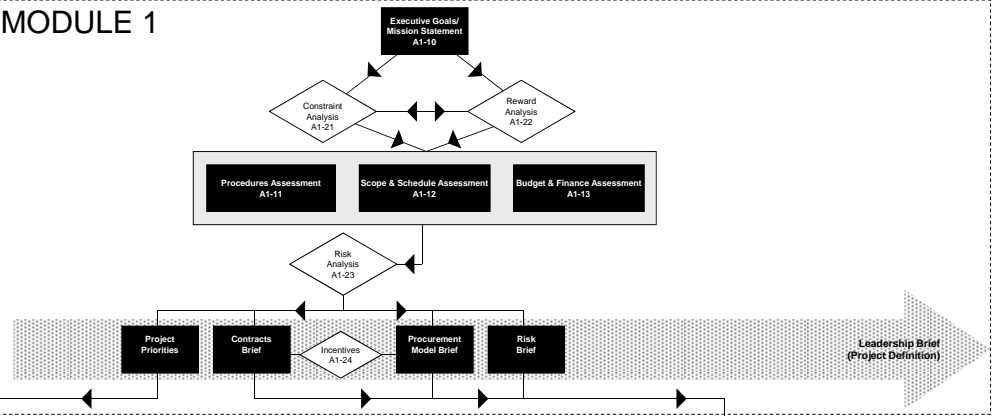 MODULE 1
Executive Goals/
Mission Statement
A1-10
Constraint
Analysis
A1-21
Reward
Analysis
A1-22
Procedures Assessment
A1-11
Scope & Schedule Assessment
A1-12
Budget & Finance Assessment
A1-13
Risk
Analysis
A1-23
Project
Priorities
Contracts
Brief
Incentives
A1-24
Procurement
Model Brief
Risk
Brief
Leadership Brief
(Project Definition)